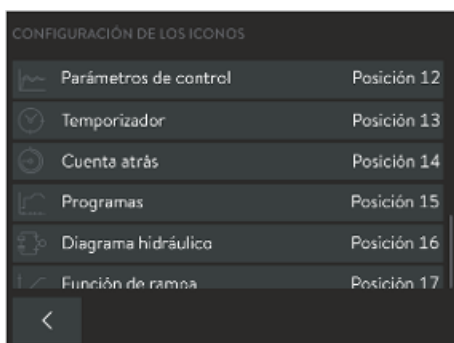 CONFIGURACIÓN DE LOS ICONOS
Parámetros de control Posición 12
Temporizador Posición 13
Cuenta atrás Posición 14
Programas Posición 15
Diagrama hidráulico Posición 16
Función de rampa Posición 17